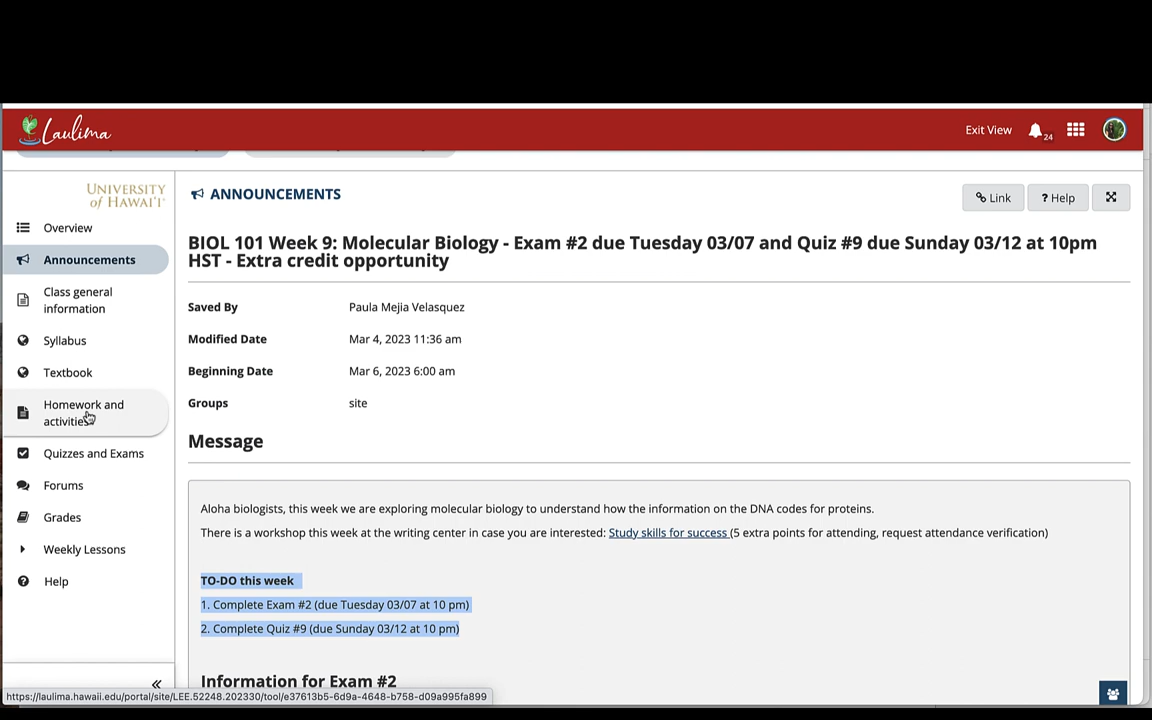 Laulima
Exit View
24
UNIVERSITY
of HAWAI'I
Overview
Announcements
Class general
information
Syllabus
Textbook
Homework and
activities
Quizzes and Exams
Forums
Grades
Weekly Lessons
Help
«
ANNOUNCEMENTS
Link
? Help
BIOL 101 Week 9: Molecular Biology - Exam #2 due Tuesday 03/07 and Quiz #9 due Sunday 03/12 at 10pm
HST - Extra credit opportunity
Saved By Paula Mejia Velasquez
Modified Date Mar 4, 2023 11:36 am
Beginning Date Mar 6, 2023 6:00 am
Groups site
Message
Aloha biologists, this week we are exploring molecular biology to understand how the information on the DNA codes for proteins.
There is a workshop this week at the writing center in case you are interested: Study skills for success (5 extra points for attending, request attendance verification)
TO-DO this week
1. Complete Exam #2 (due Tuesday 03/07 at 10 pm)
2. Complete Quiz #9 (due Sunday 03/12 at 10 pm)
Information for Exam #2
https://laulima.hawaii.edu/portal/site/LEE.52248.202330/tool/e37613b5-6d9a-4648-b758-d09a995fa899